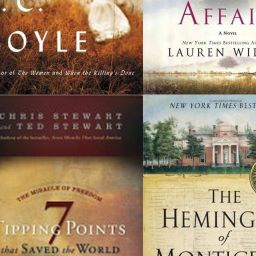 .C.
OYLE
or of The Women and When the Killing's Done
AFFAI
A NOVEL
NEW YORK TIMES BESTSELLING AU
LAUREN WIL
CHRIS STEWART
and TED STEWART
THE MIRACLE OF FREEDOM
7
TIPPING POINTS
that SAVED the WORLD
NEW YORK TIMES BES
THE
HEMING
of
MONTICE